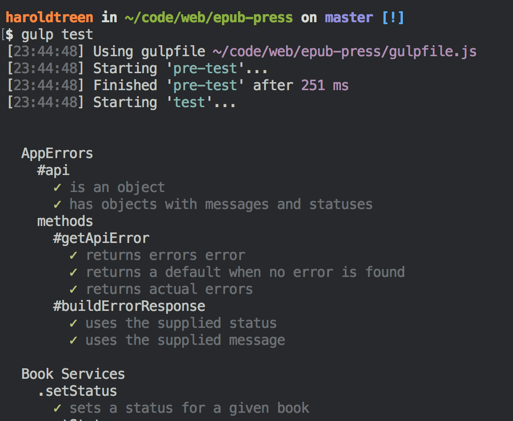 haroldtreen in ~/code/web/epub-press on master [!]
[$ gulp test
[23:44:48] Using gulpfile ~/code/web/epub-press/gulpfile.js
[23:44:48] Starting 'pre-test'...
[23:44:48] Finished 'pre-test' after 251 ms
[23:44:48] Starting 'test'...
AppErrors
#api
✓ is an object
✓ has objects with messages and statuses
methods
#getApiError
✓ returns errors error
✓ returns a default when no error is found
✓ returns actual errors
#buildErrorResponse
✓ uses the supplied status
✓ uses the supplied message
Book Services
.setStatus
✓ sets a status for a given book